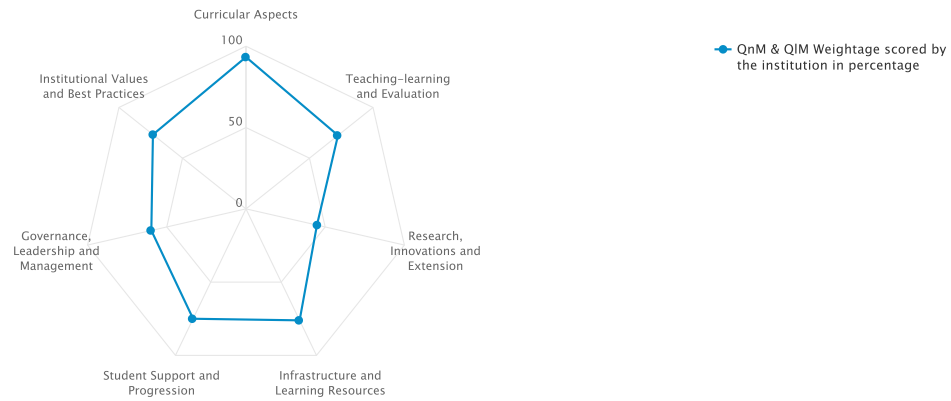 Curricular Aspects
100
50
0
Teaching-learning
and Evaluation
Research,
Innovations and
Extension
Infrastructure and
Learning Resources
Student Support and
Progression
Governance,
Leadership and
Management
Institutional Values
and Best Practices
QnM & QlM Weightage scored by
the institution in percentage